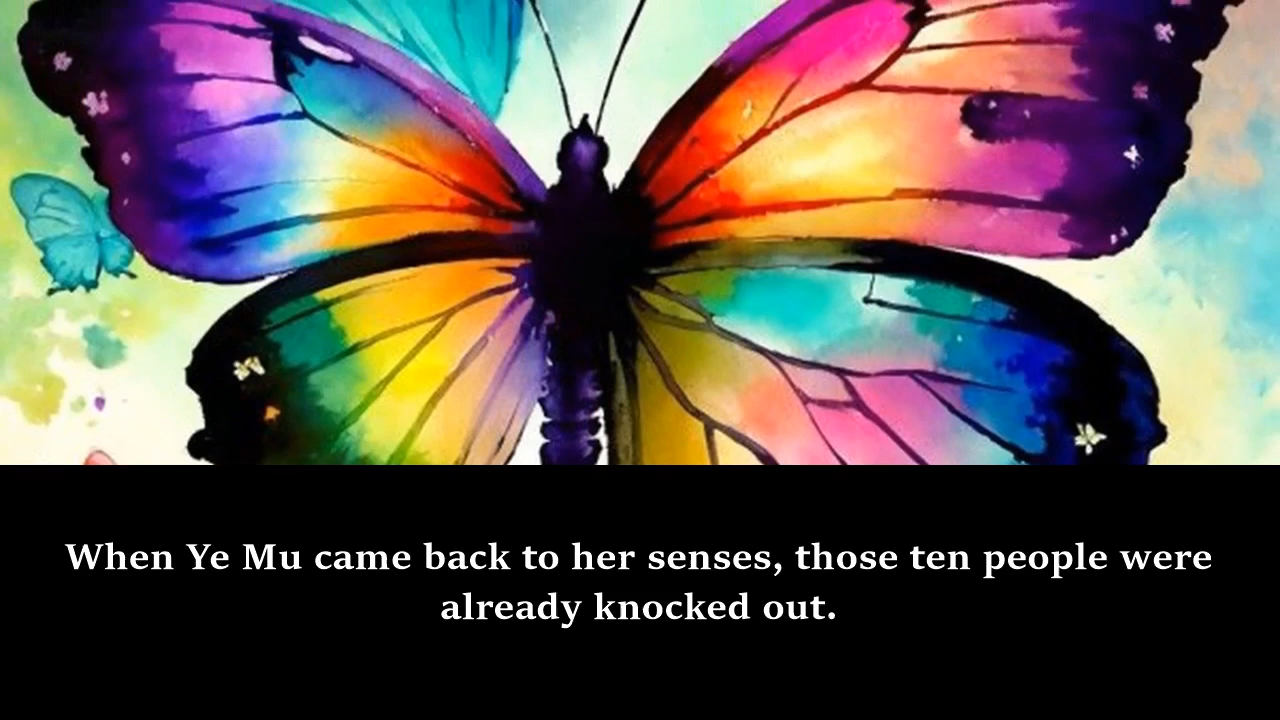 When Ye Mu came back to her senses, those ten people were
already knocked out.